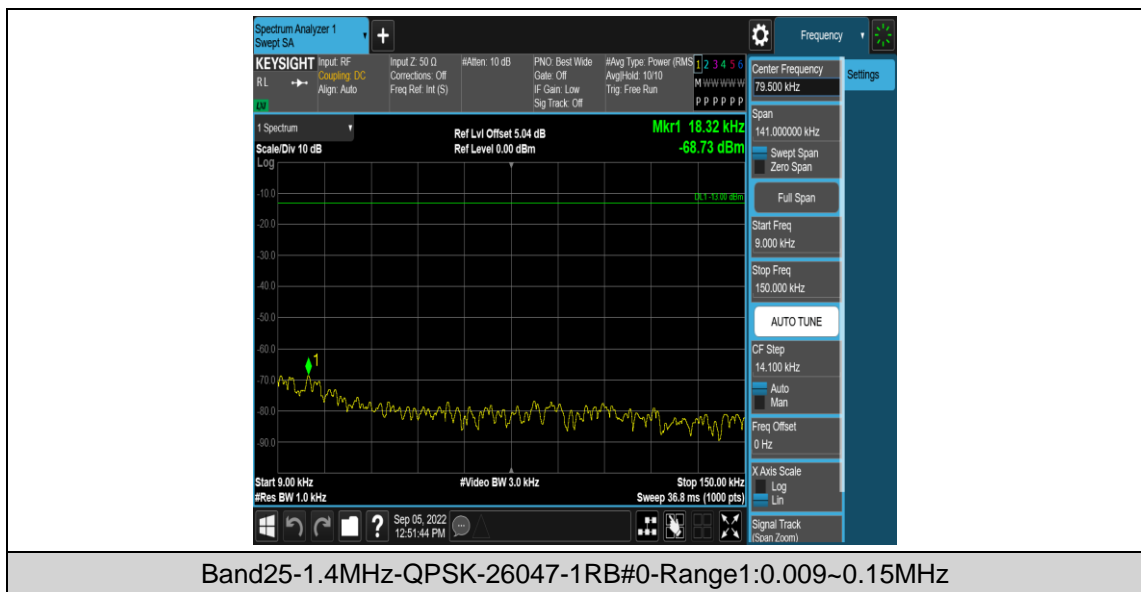 Spectrum Analyzer 1
Swept SA
+
Frequency
KEYSIGHT
RL
Input: RF
Coupling: DC
Align: Auto
Input Z: 50 Ω
Corrections: Off
Freq Ref: Int (S)
#Atten: 10 dB
PNO: Best Wide
Gate: Off
IF Gain: Low
Sig Track: Off
#Avg Type: Power (RMS
Avg|Hold: 10/10
Trig: Free Run
1 2 3 4 5 6
M W W W W W
P P P P P P
1 Spectrum
Scale/Div 10 dB
Log
Ref Lvl Offset 5.04 dB
Ref Level 0.00 dBm
Mkr1 18.32 kHz
-68.73 dBm
DL1 -13.00 dBm
-10.0
-20.0
-30.0
-40.0
-50.0
-60.0
-70.0
-80.0
-90.0
1
Start 9.00 kHz
#Res BW 1.0 kHz
#Video BW 3.0 kHz
Stop 150.00 kHz
Sweep 36.8 ms (1000 pts)
?
Sep 05, 2022
12:51:44 PM
Center Frequency
79.500 kHz
Settings
Span
141.000000 kHz
Swept Span
Zero Span
Full Span
Start Freq
9.000 kHz
Stop Freq
150.000 kHz
AUTO TUNE
CF Step
14.100 kHz
Auto
Man
Freq Offset
0 Hz
X Axis Scale
Log
Lin
Signal Track
(Span Zoom)
Band25-1.4MHz-QPSK-26047-1RB#0-Range1:0.009~0.15MHz